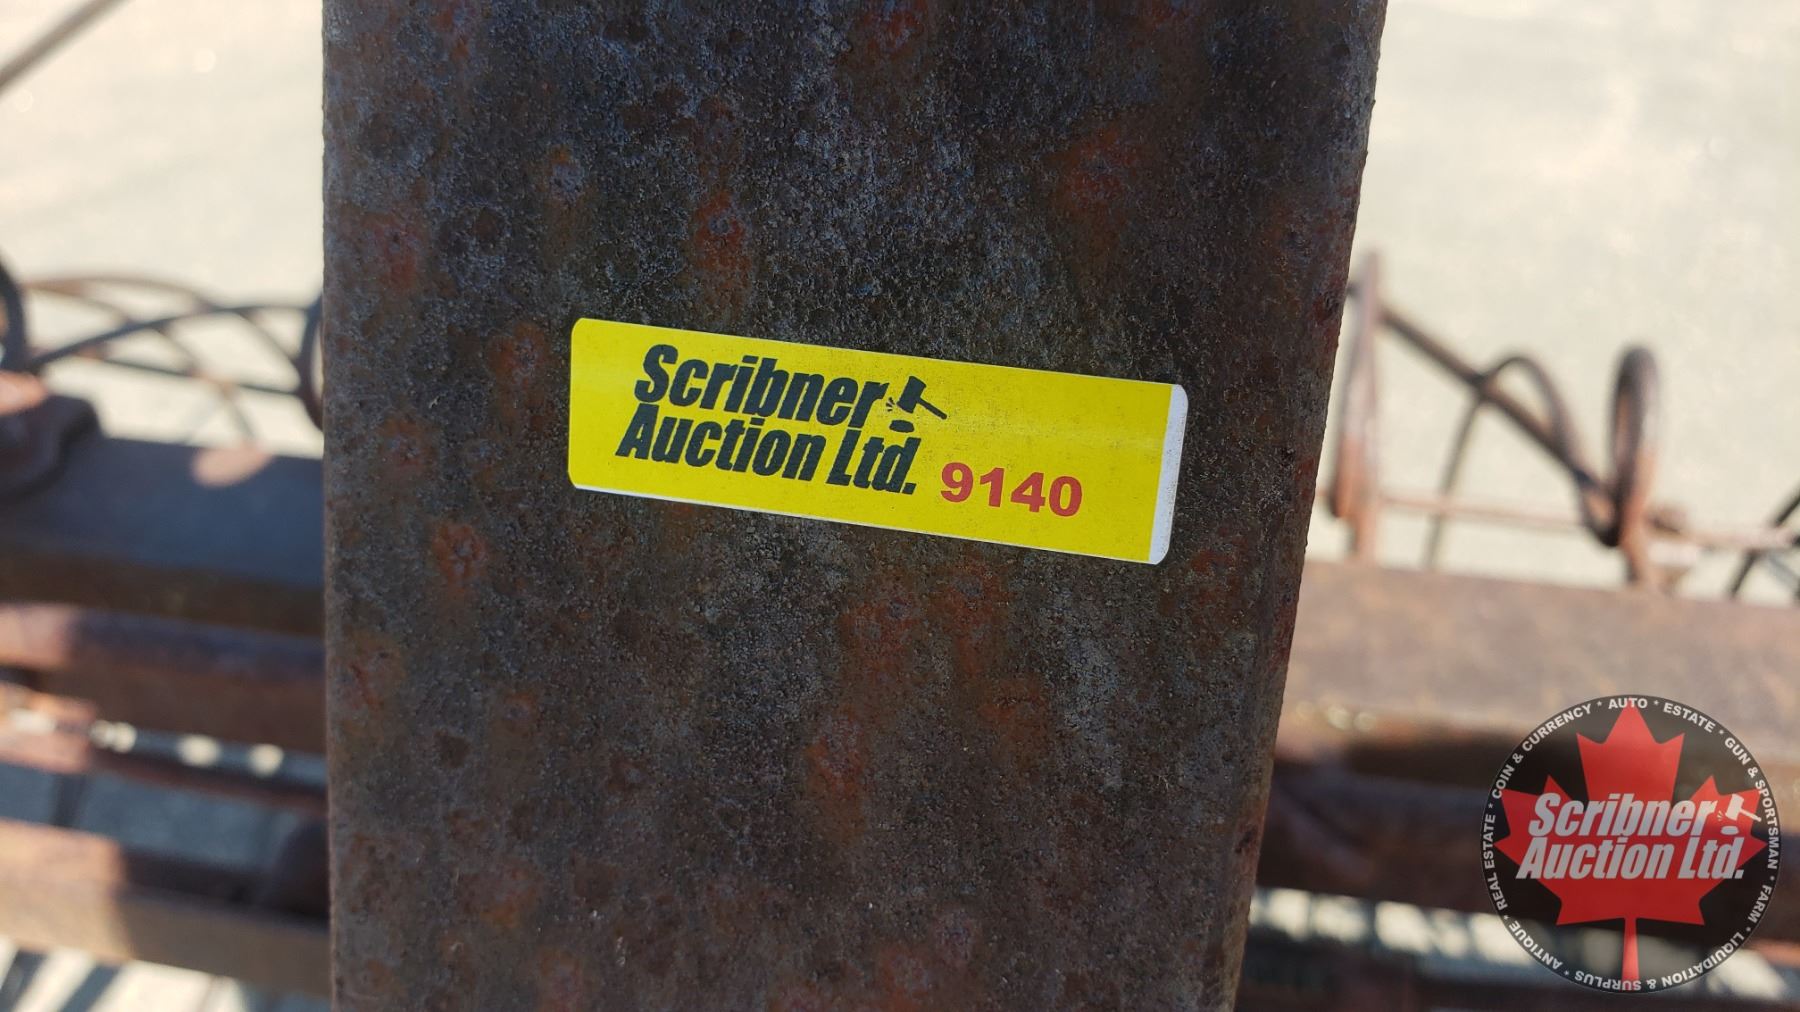 Scribner
Auction Ltd. 9140
COIN & CURRENCY * AUTO * ESTATE * GUN & SPORTSMAN * FARM * LIQUIDATION & SURPLUS * ANTIQUE * REAL ESTATE *
Scribner
Auction Ltd.